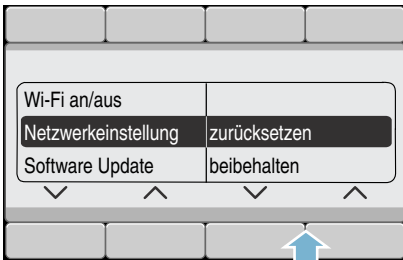 Wi-Fi an/aus
Netzwerkeinstellung zurücksetzen
Software Update beibehalten